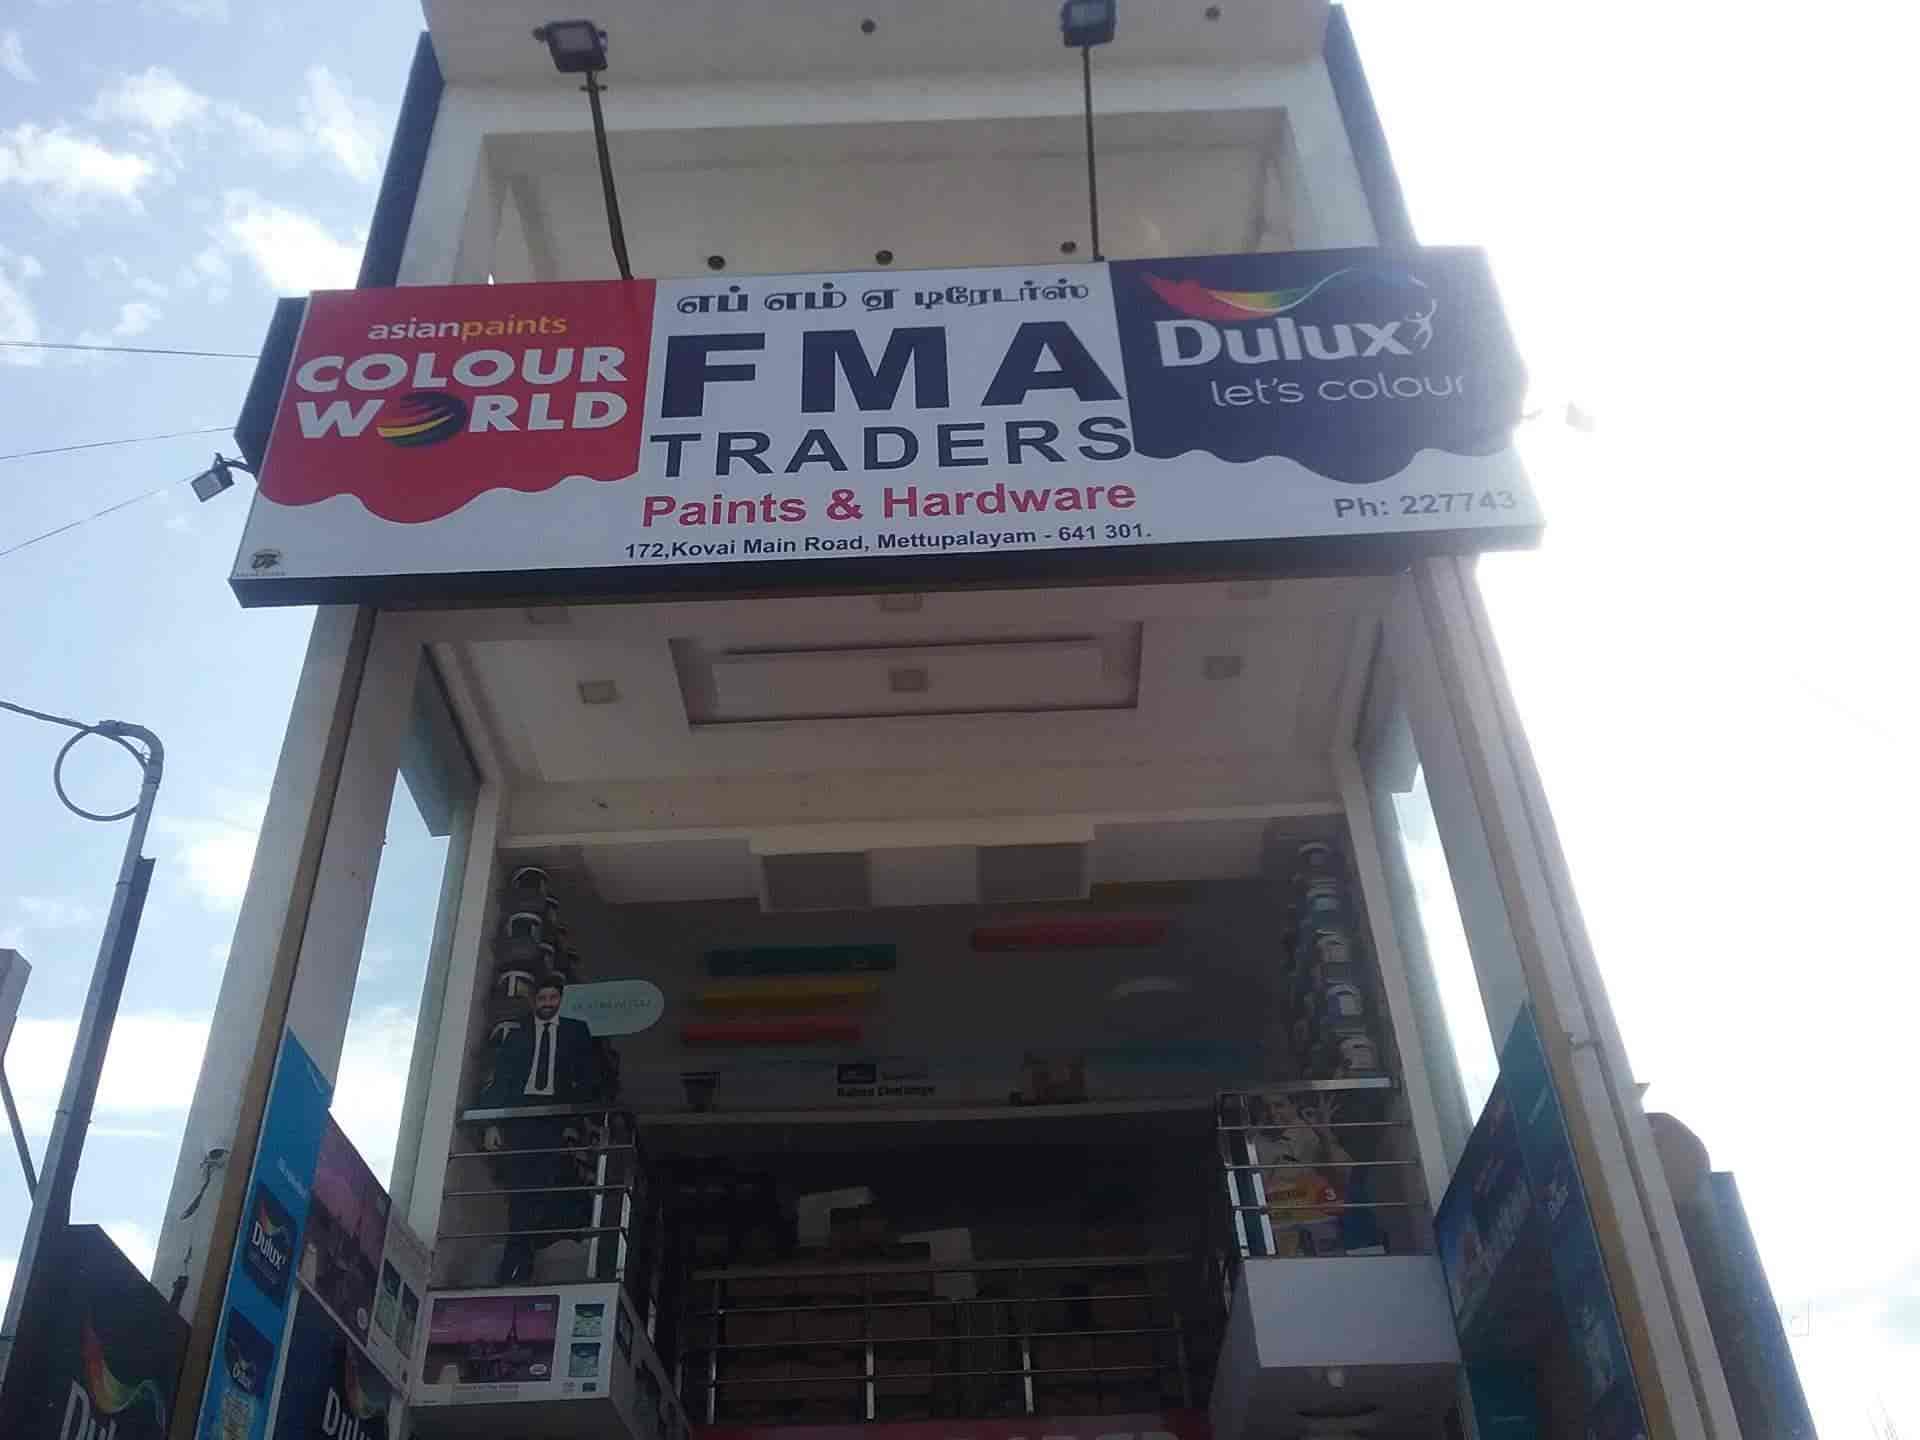 asianpaints
COLOUR
WORLD
எப் எம் ஏ டிரேடர்ஸ்
FMA
TRADERS
Paints & Hardware
172,Kovai Main Road, Mettupalayam - 641 301.
Dulux
let's colour
Ph: 227743
Dulux